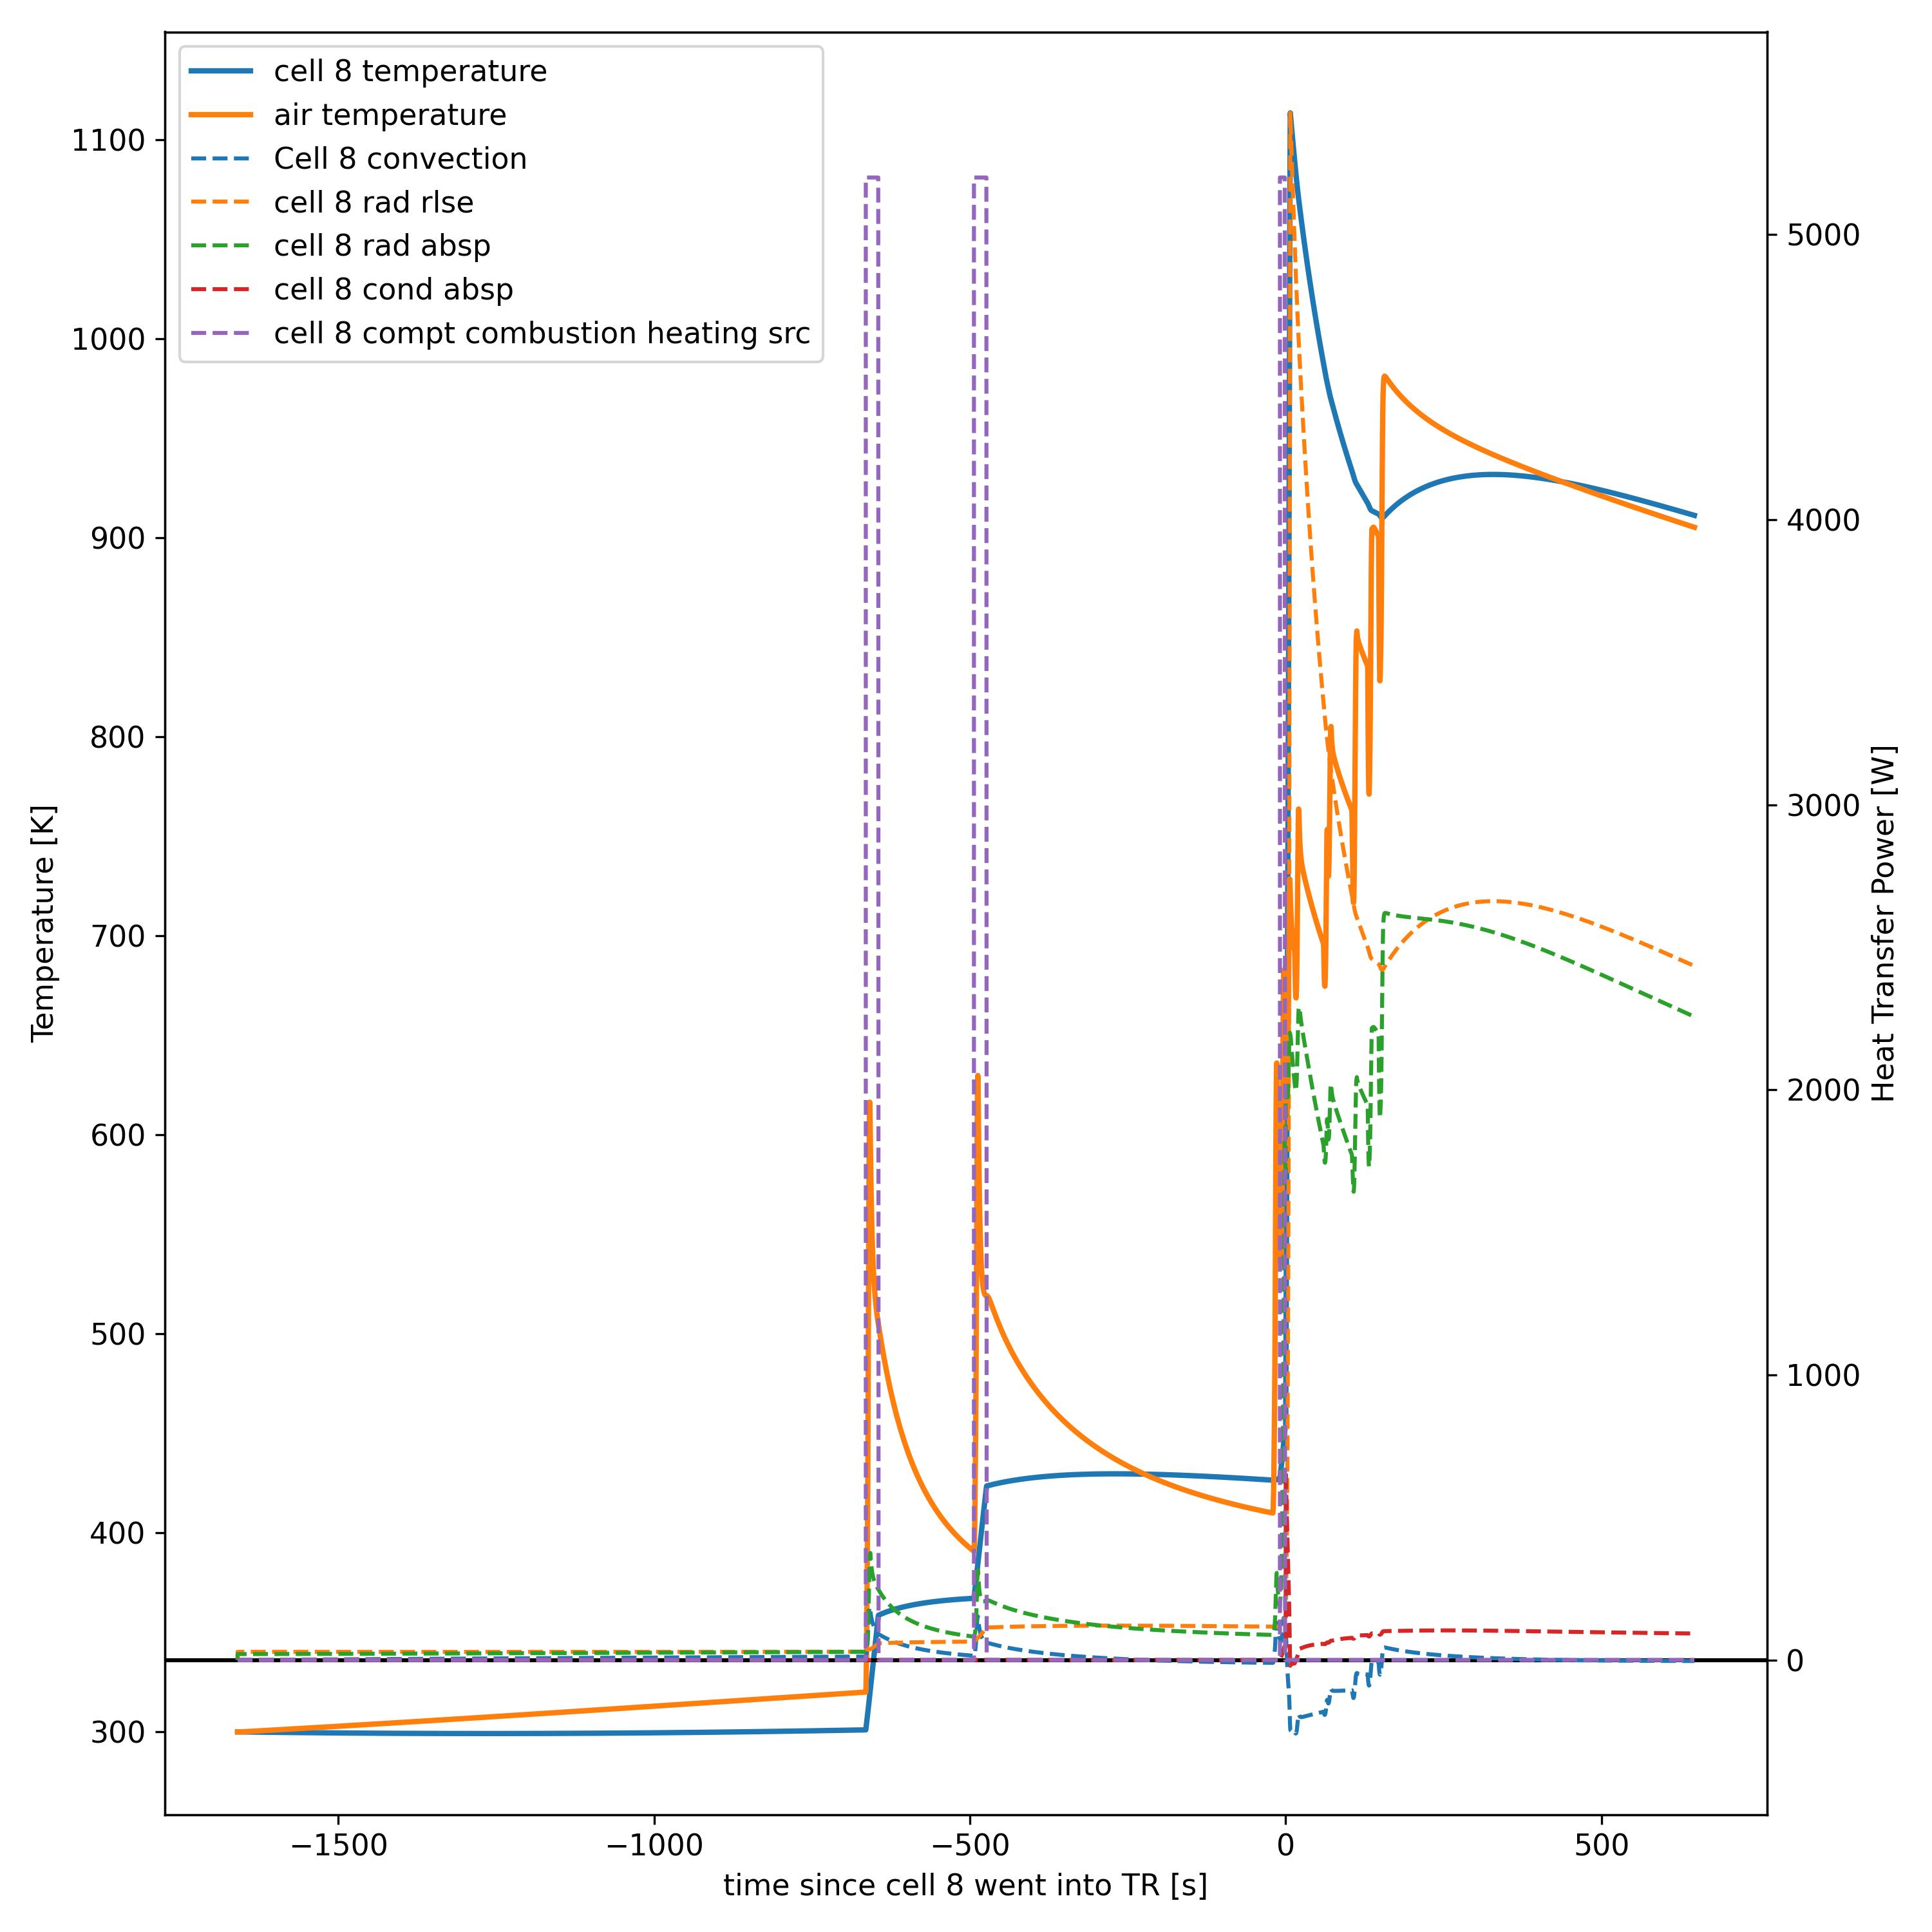 cell 8 temperature
air temperature
Cell 8 convection
cell 8 rad rlse
cell 8 rad absp
cell 8 cond absp
cell 8 compt combustion heating src
1100
1000
900
800
700
600
500
400
300
Temperature [K]
5000
4000
3000
2000
1000
0
Heat Transfer Power [W]
−1500
−1000
−500
0
500
time since cell 8 went into TR [s]